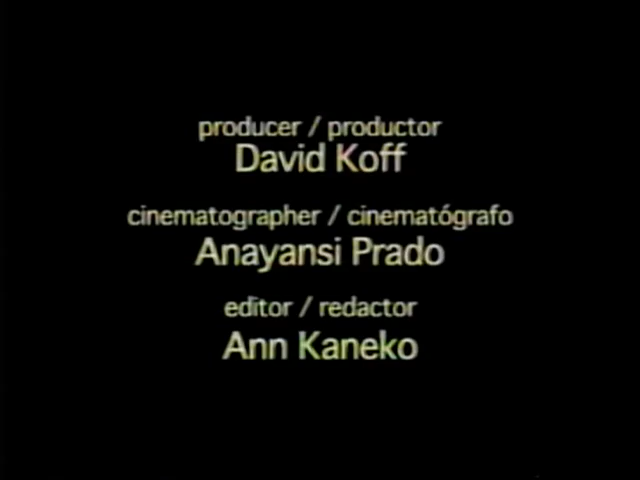 producer / productor
David Koff
cinematographer / cinematógrafo
Anayansi Prado
editor / redactor
Ann Kaneko